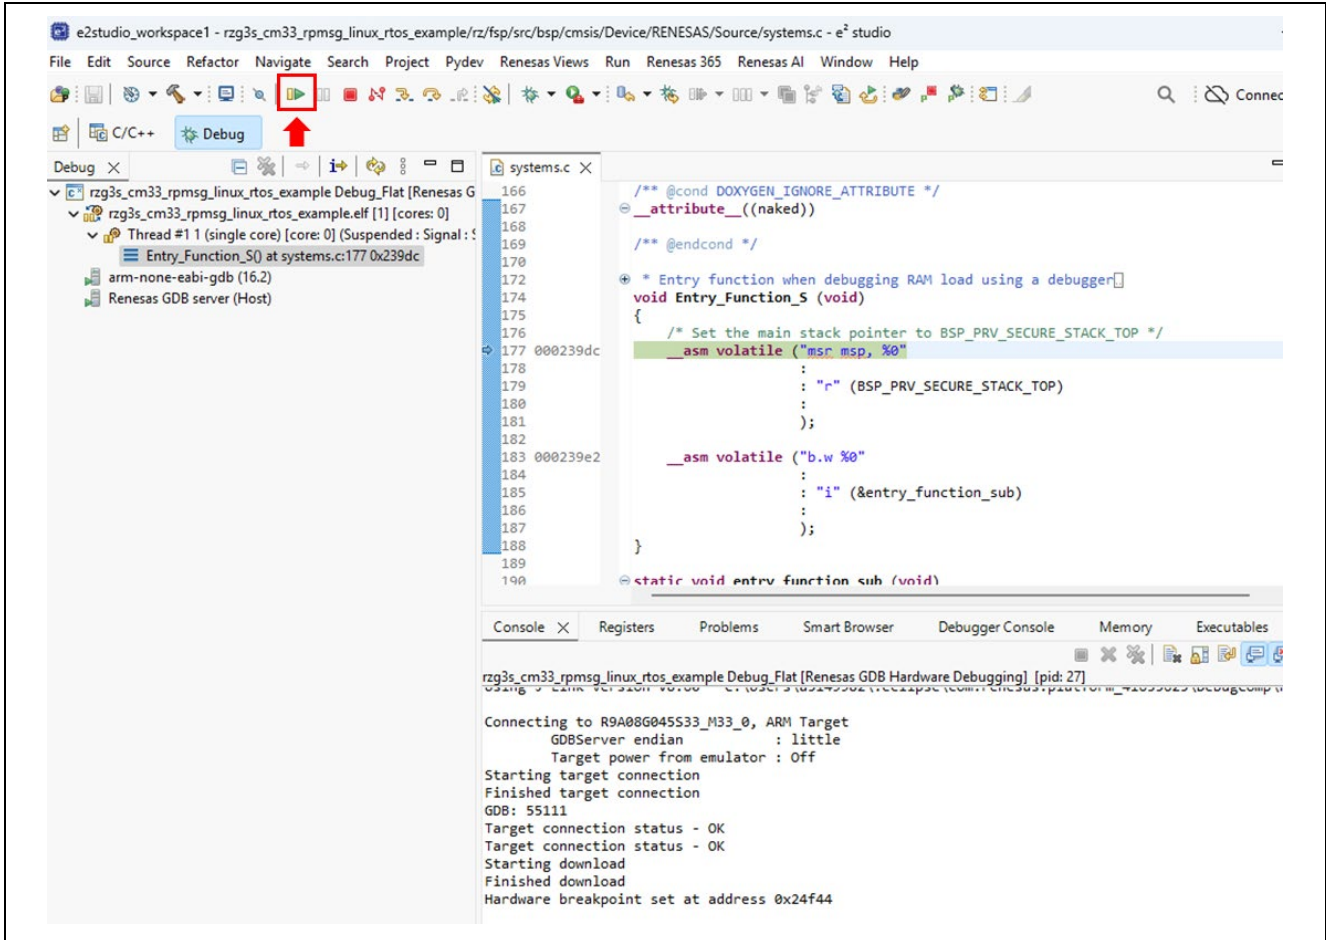 e2studio_workspace1 - rzg3s_cm33_rpmsg_linux_rtos_example/rz/fsp/src/bsp/cmsis/Device/RENESAS/Source/systems.c - e² studio
File Edit Source Refactor Navigate Search Project Pydev Renesas Views Run Renesas 365 Renesas AI Window Help
Connec
C/C++ Debug
Debug
rzg3s_cm33_rpmsg_linux_rtos_example Debug_Flat [Renesas G
rzg3s_cm33_rpmsg_linux_rtos_example.elf [1] [cores: 0]
Thread #1 1 (single core) [core: 0] (Suspended : Signal :
Entry_Function_S() at systems.c:177 0x239dc
arm-none-eabi-gdb (16.2)
Renesas GDB server (Host)
systems.c
166 /** @cond DOXYGEN_IGNORE_ATTRIBUTE */
167 __attribute__((naked))
168
169 /** @endcond */
170
172 * Entry function when debugging RAM load using a debugger
174 void Entry_Function_S (void)
175 {
176 /* Set the main stack pointer to BSP_PRV_SECURE_STACK_TOP */
177 000239dc __asm volatile ("msr msp, %0"
178 :
179 : "r" (BSP_PRV_SECURE_STACK_TOP)
180 :
181 );
182
183 000239e2 __asm volatile ("b.w %0"
184 :
185 : "i" (&entry_function_sub)
186 :
187 );
188 }
189
190 static void entry_function_sub (void)
Console Registers Problems Smart Browser Debugger Console Memory Executables
rzg3s_cm33_rpmsg_linux_rtos_example Debug_Flat [Renesas GDB Hardware Debugging] [pid: 27]
Connecting to R9A08G045S33_M33_0, ARM Target
GDBServer endian : little
Target power from emulator : Off
Starting target connection
Finished target connection
GDB: 55111
Target connection status - OK
Target connection status - OK
Starting download
Finished download
Hardware breakpoint set at address 0x24f44